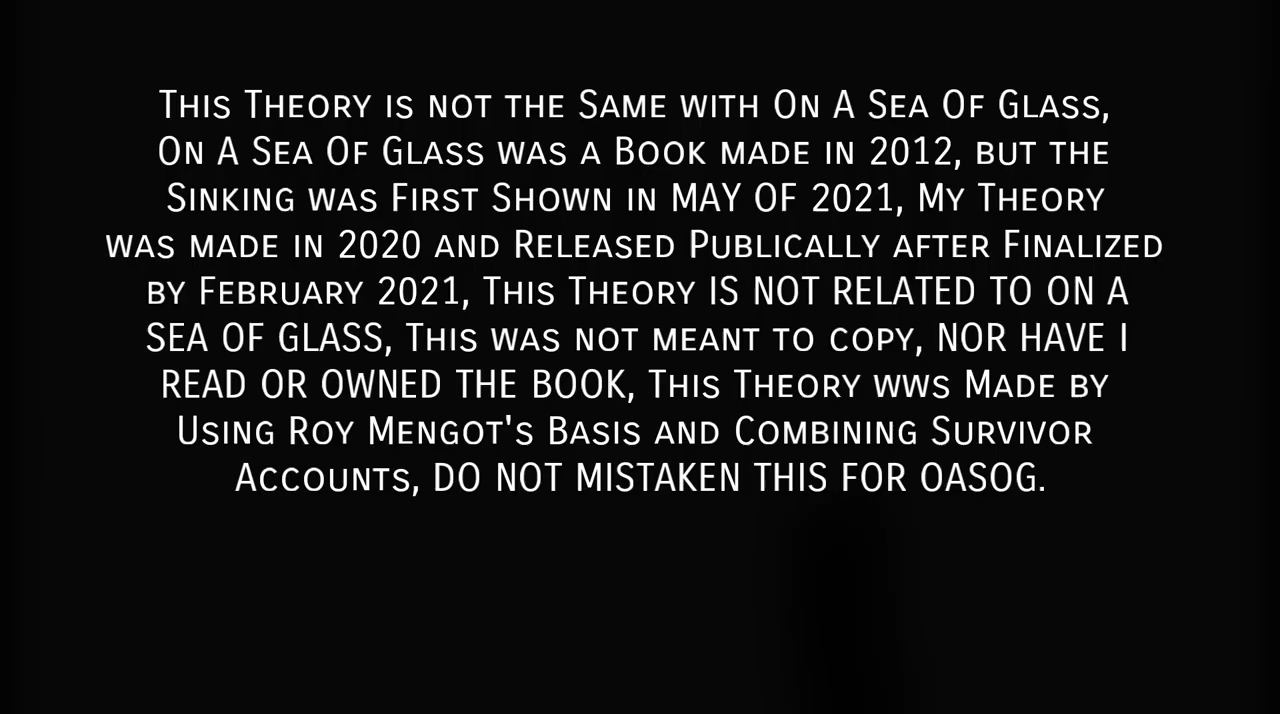 This Theory is not the Same with On A Sea Of Glass,
On A Sea Of Glass was a Book made in 2012, but the
Sinking was First Shown in MAY OF 2021, My Theory
was made in 2020 and Released Publically after Finalized
by February 2021, This Theory IS NOT RELATED TO ON A
SEA OF GLASS, This was not meant to copy, NOR HAVE I
READ OR OWNED THE BOOK, This Theory wws Made by
Using Roy Mengot's Basis and Combining Survivor
Accounts, DO NOT MISTAKEN THIS FOR OASOG.